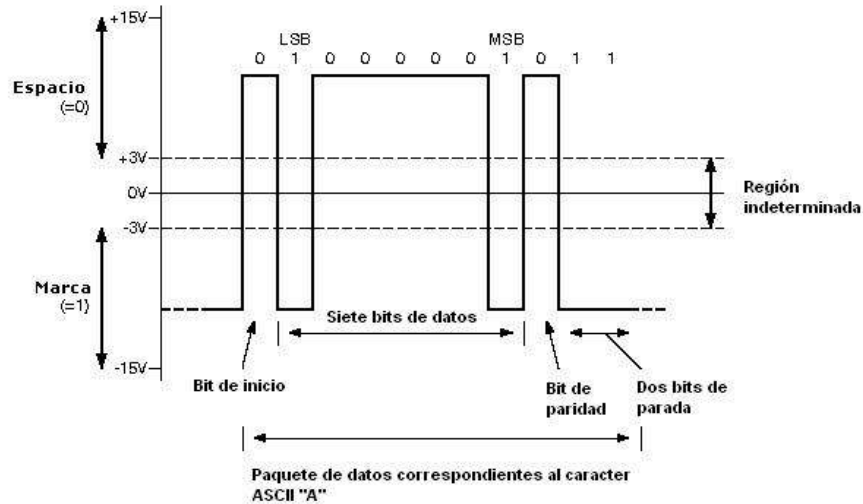 +15V
LSB MSB
0 1 0 0 0 0 0 1 0 1 1
Espacio
(=0)
+3V
0V
-3V
Región
indeterminada
Marca
(=1)
Siete bits de datos
-15V
Bit de inicio
Bit de
paridad
Dos bits de
parada
Paquete de datos correspondientes al caracter
ASCII "A"